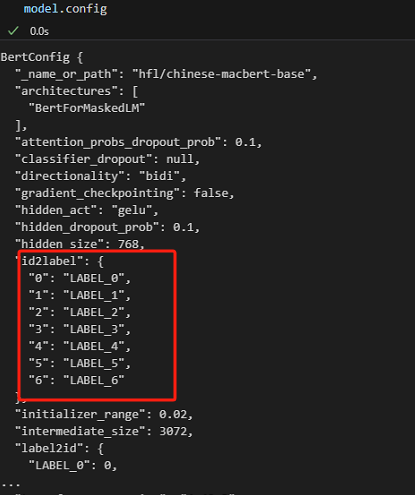 model.config
✓ 0.0s
BertConfig {
"_name_or_path": "hfl/chinese-macbert-base",
"architectures": [
"BertForMaskedLM"
],
"attention_probs_dropout_prob": 0.1,
"classifier_dropout": null,
"directionality": "bidi",
"gradient_checkpointing": false,
"hidden_act": "gelu",
"hidden_dropout_prob": 0.1,
"hidden_size": 768,
"id2label": {
"0": "LABEL_0",
"1": "LABEL_1",
"2": "LABEL_2",
"3": "LABEL_3",
"4": "LABEL_4",
"5": "LABEL_5",
"6": "LABEL_6"
},
"initializer_range": 0.02,
"intermediate_size": 3072,
"label2id": {
"LABEL_0": 0,
...